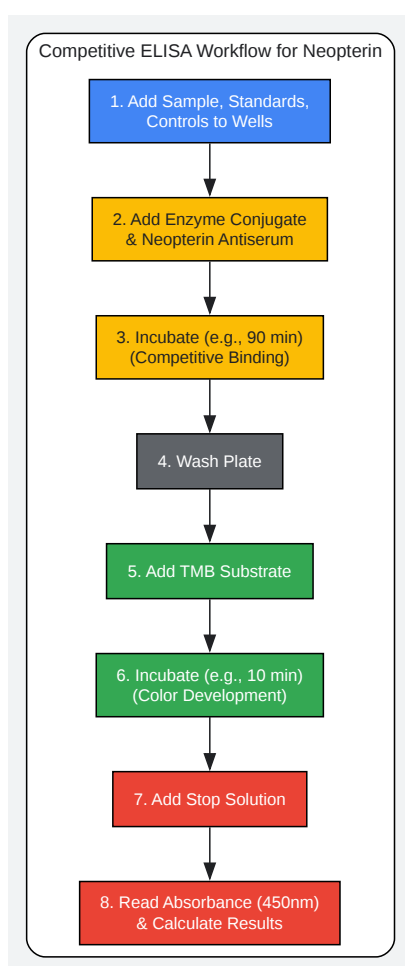 Competitive ELISA Workflow for Neopterin
1. Add Sample, Standards,
Controls to Wells
2. Add Enzyme Conjugate
& Neopterin Antiserum
3. Incubate (e.g., 90 min)
(Competitive Binding)
4. Wash Plate
5. Add TMB Substrate
6. Incubate (e.g., 10 min)
(Color Development)
7. Add Stop Solution
8. Read Absorbance (450nm)
& Calculate Results